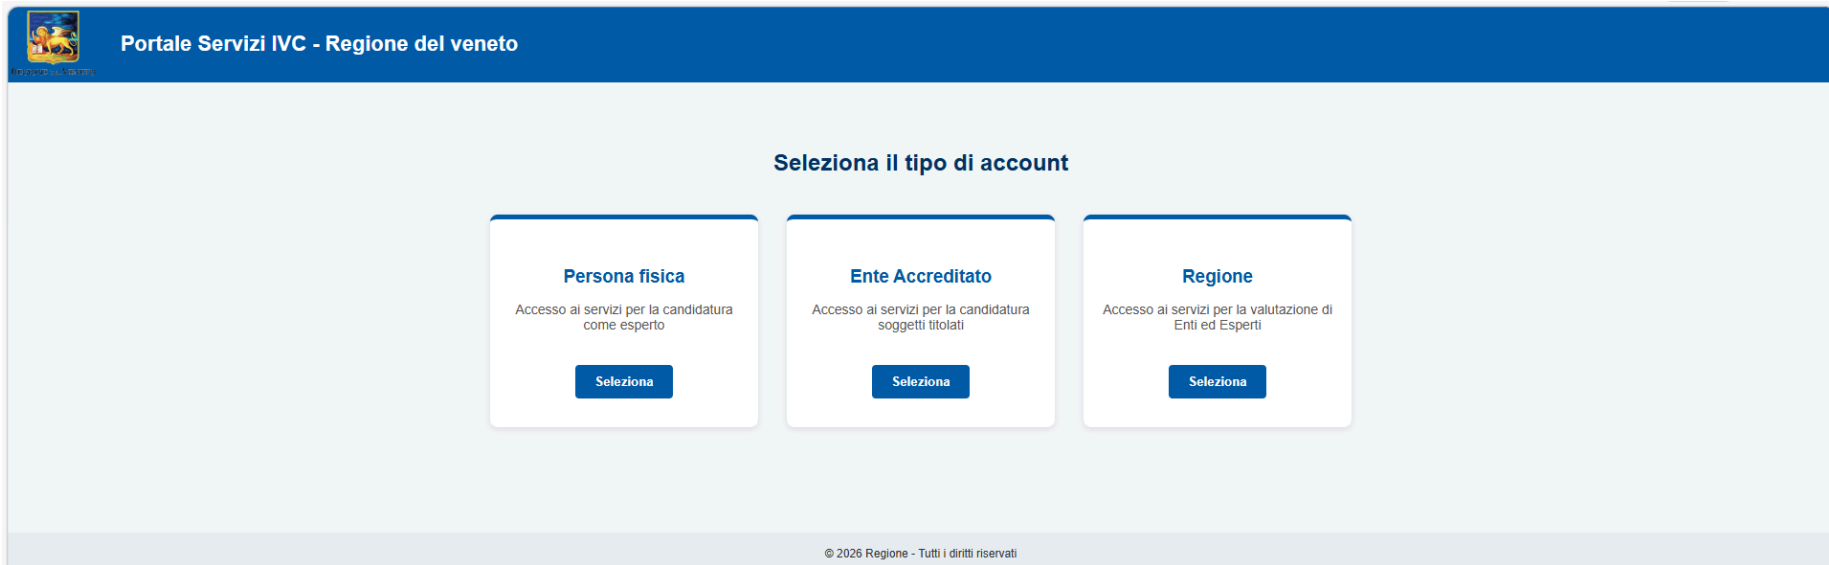 Portale Servizi IVC - Regione del veneto
Seleziona il tipo di account
Persona fisica
Accesso ai servizi per la candidatura
come esperto
Seleziona
Ente Accreditato
Accesso ai servizi per la candidatura
soggetti titolati
Seleziona
Regione
Accesso ai servizi per la valutazione di
Enti ed Esperti
Seleziona
© 2026 Regione - Tutti i diritti riservati